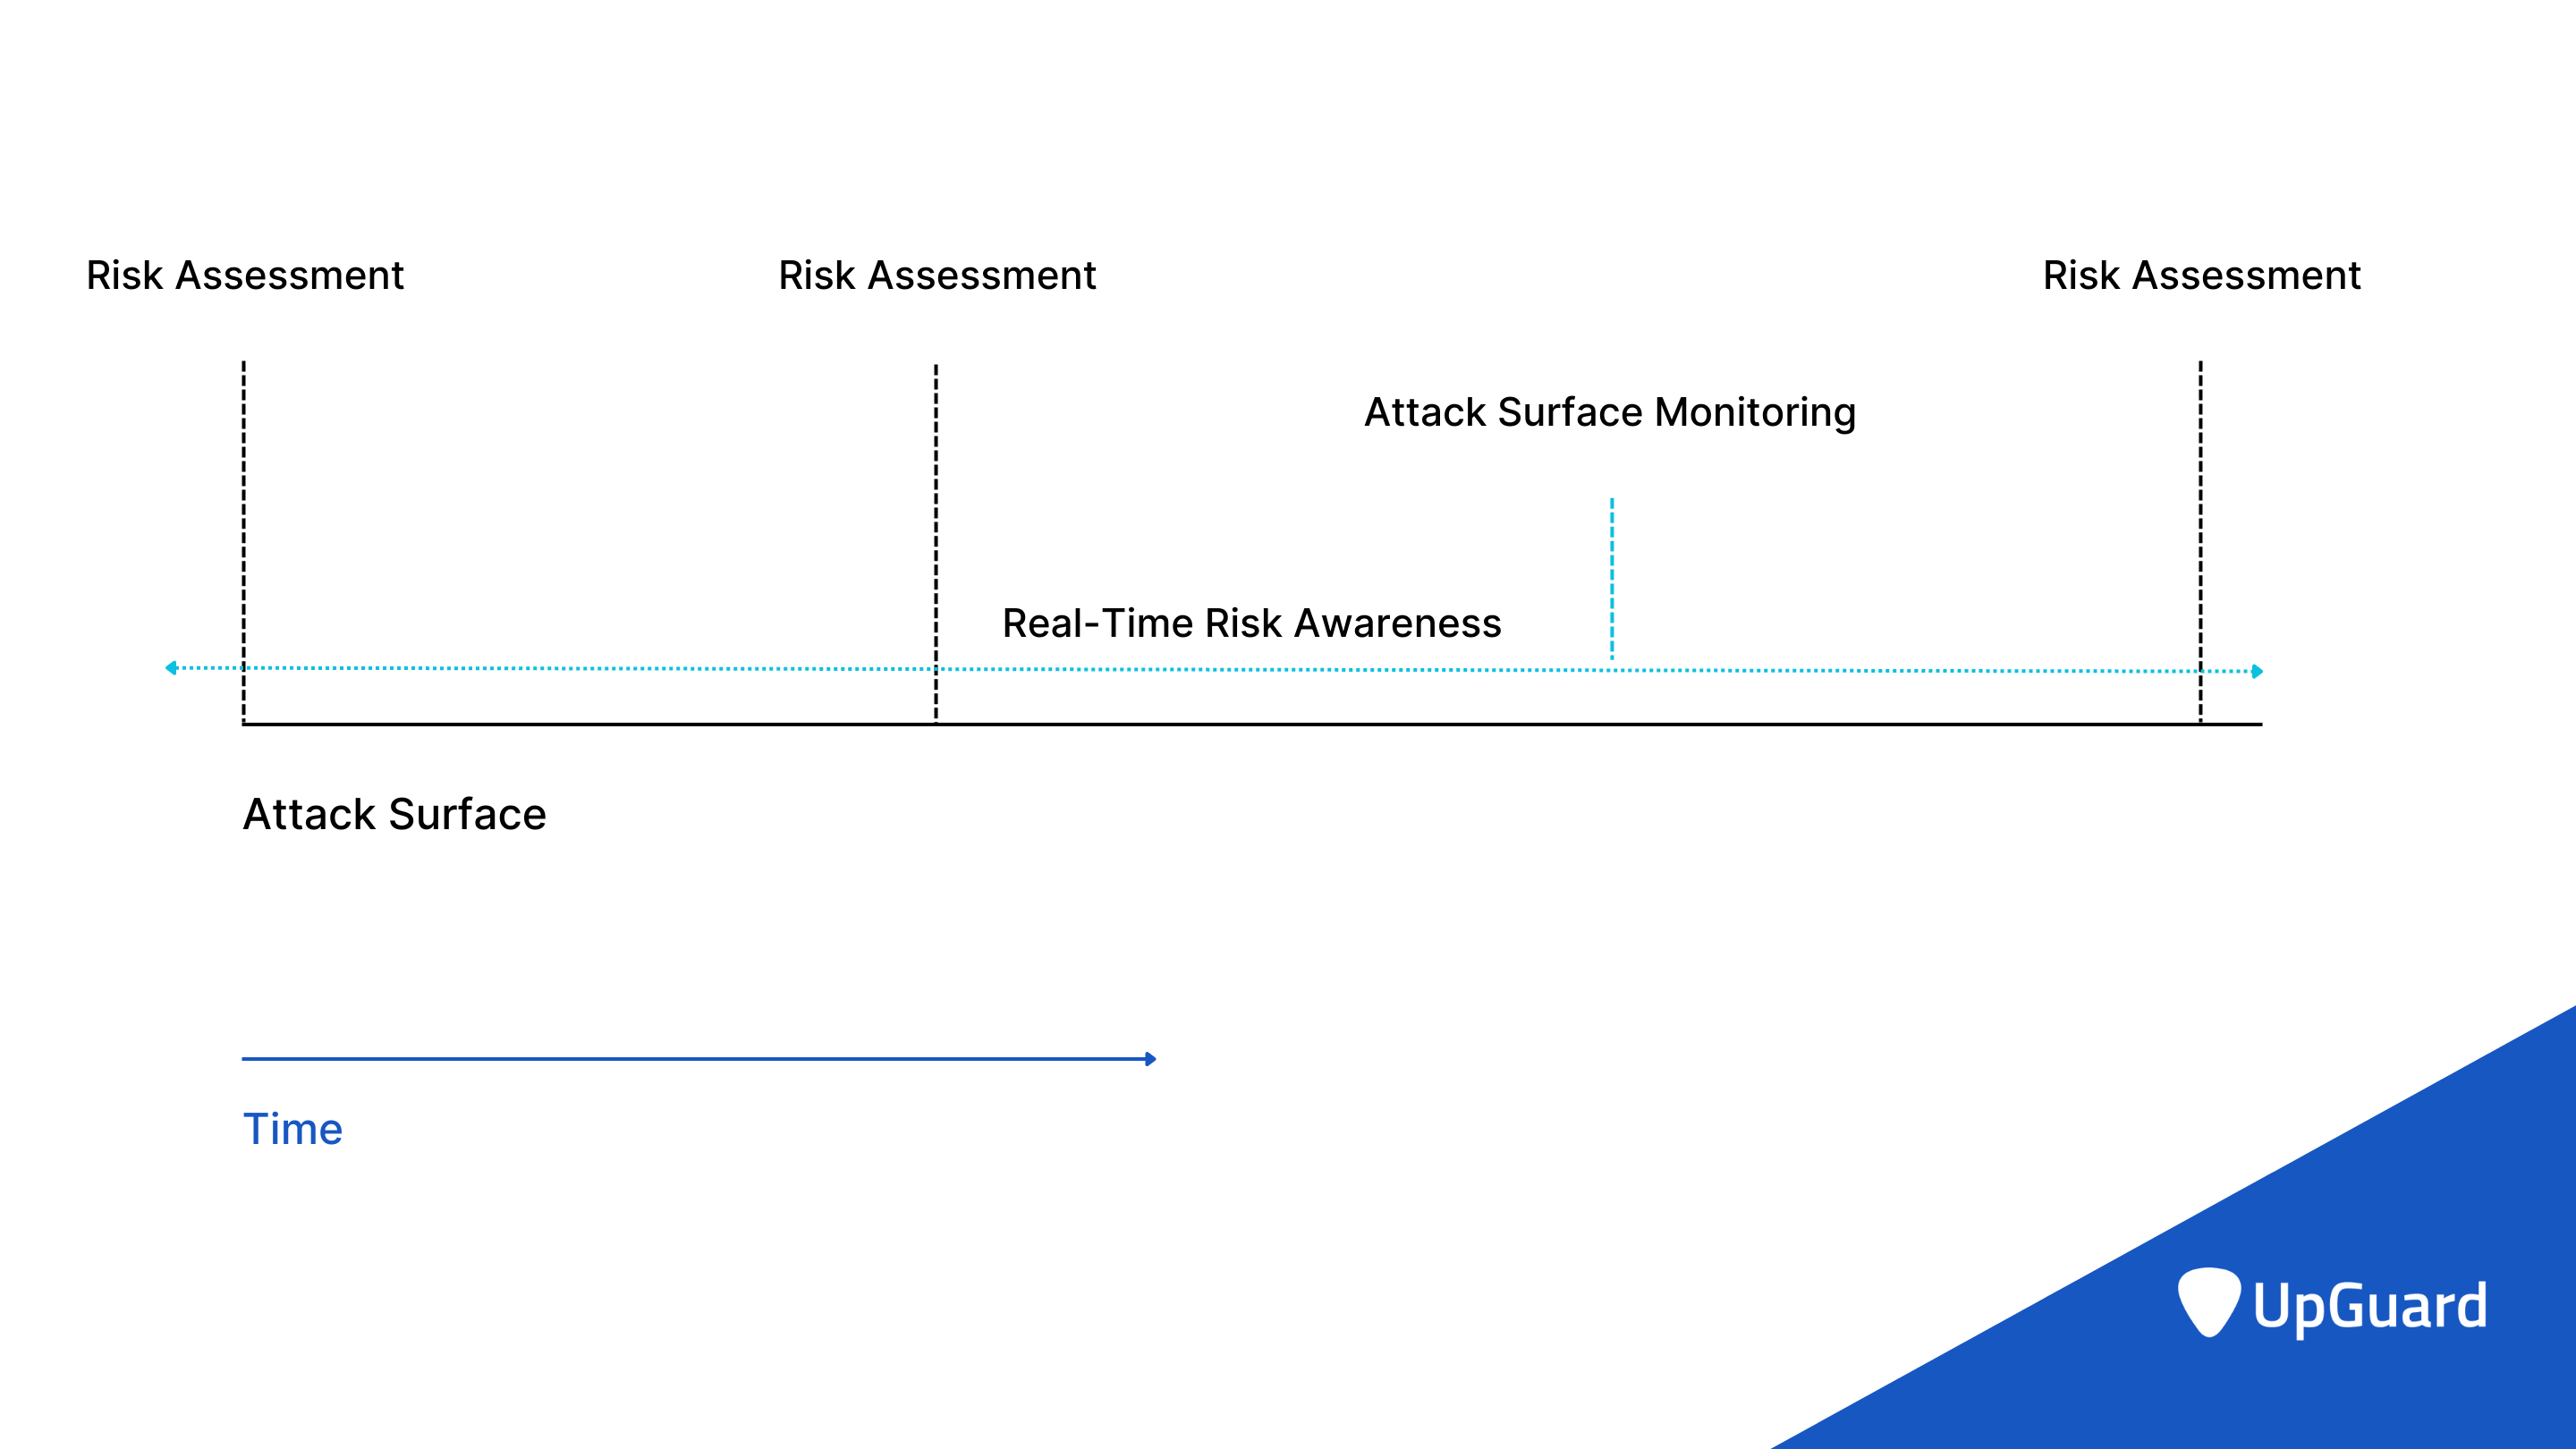 Risk Assessment
Risk Assessment
Risk Assessment
Attack Surface Monitoring
Real-Time Risk Awareness
Attack Surface
Time
UpGuard